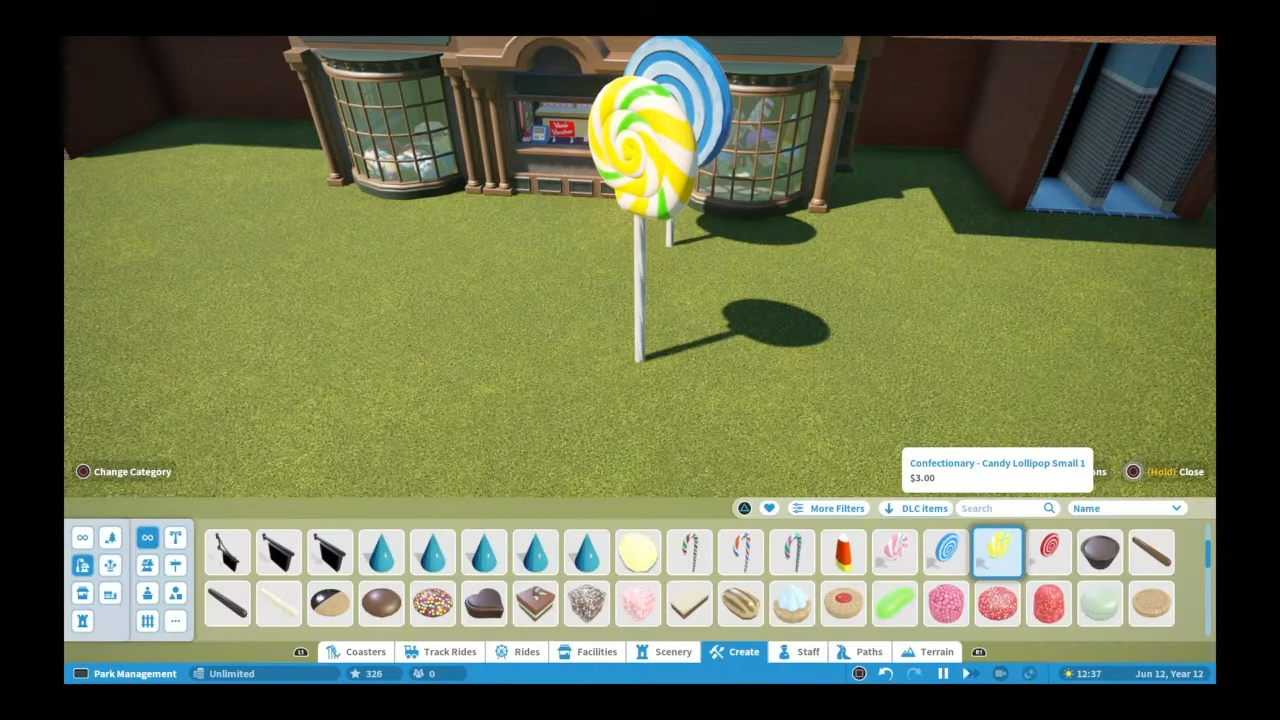 Change Category
Confectionary - Candy Lollipop Small 1
$3.00
ons
(Hold) Close
More Filters
DLC items
Search
Name
Coasters
Track Rides
Rides
Facilities
Scenery
Create
Staff
Paths
Terrain
Park Management
Unlimited
326
0
12:37
Jun 12, Year 12